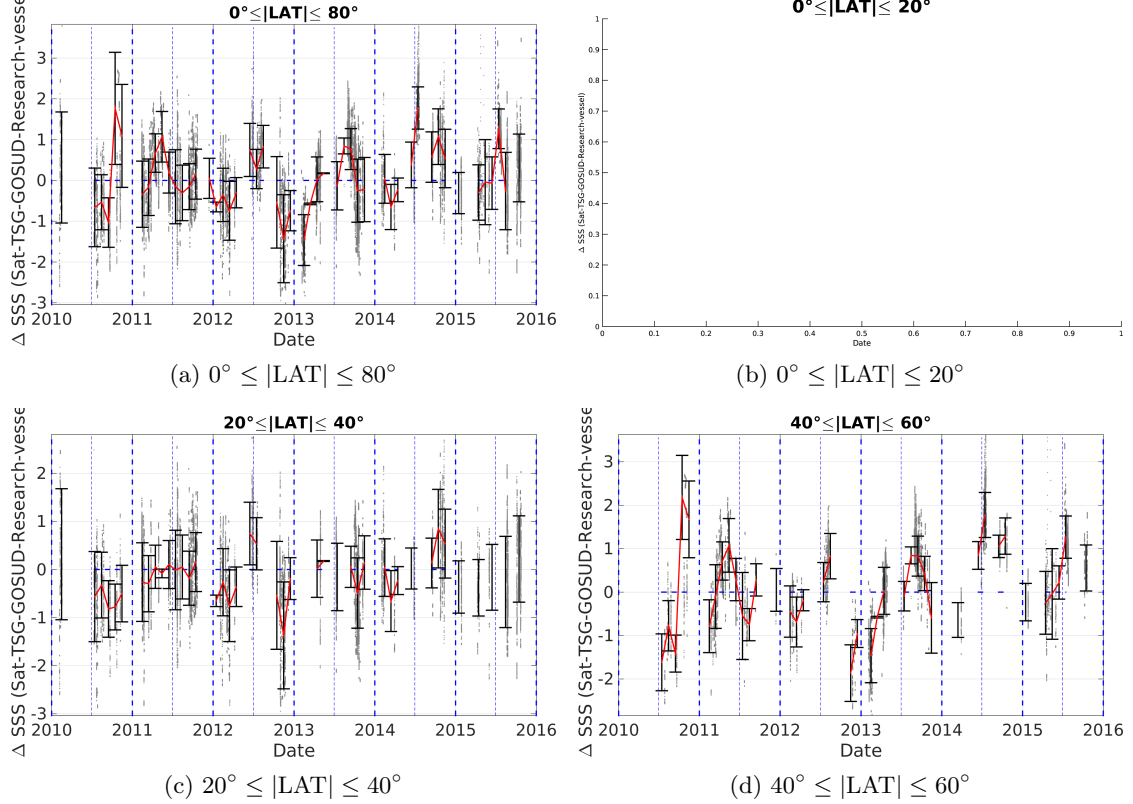 0°≤|LAT|≤ 80°
Δ SSS (Sat-TSG-GOSUD-Research-vesse
3
2
1
0
-1
-2
-3
2010 2011 2012 2013 2014 2015 2016
Date
(a) 0° ≤ |LAT| ≤ 80°
0°≤|LAT|≤ 20°
Δ SSS (Sat-TSG-GOSUD-Research-vessel)
1
0.9
0.8
0.7
0.6
0.5
0.4
0.3
0.2
0.1
0
0 0.1 0.2 0.3 0.4 0.5 0.6 0.7 0.8 0.9 1
Date
(b) 0° ≤ |LAT| ≤ 20°
20°≤|LAT|≤ 40°
Δ SSS (Sat-TSG-GOSUD-Research-vesse
2
1
0
-1
-2
-3
2010 2011 2012 2013 2014 2015 2016
Date
(c) 20° ≤ |LAT| ≤ 40°
40°≤|LAT|≤ 60°
Δ SSS (Sat-TSG-GOSUD-Research-vesse
3
2
1
0
-1
-2
2010 2011 2012 2013 2014 2015 2016
Date
(d) 40° ≤ |LAT| ≤ 60°